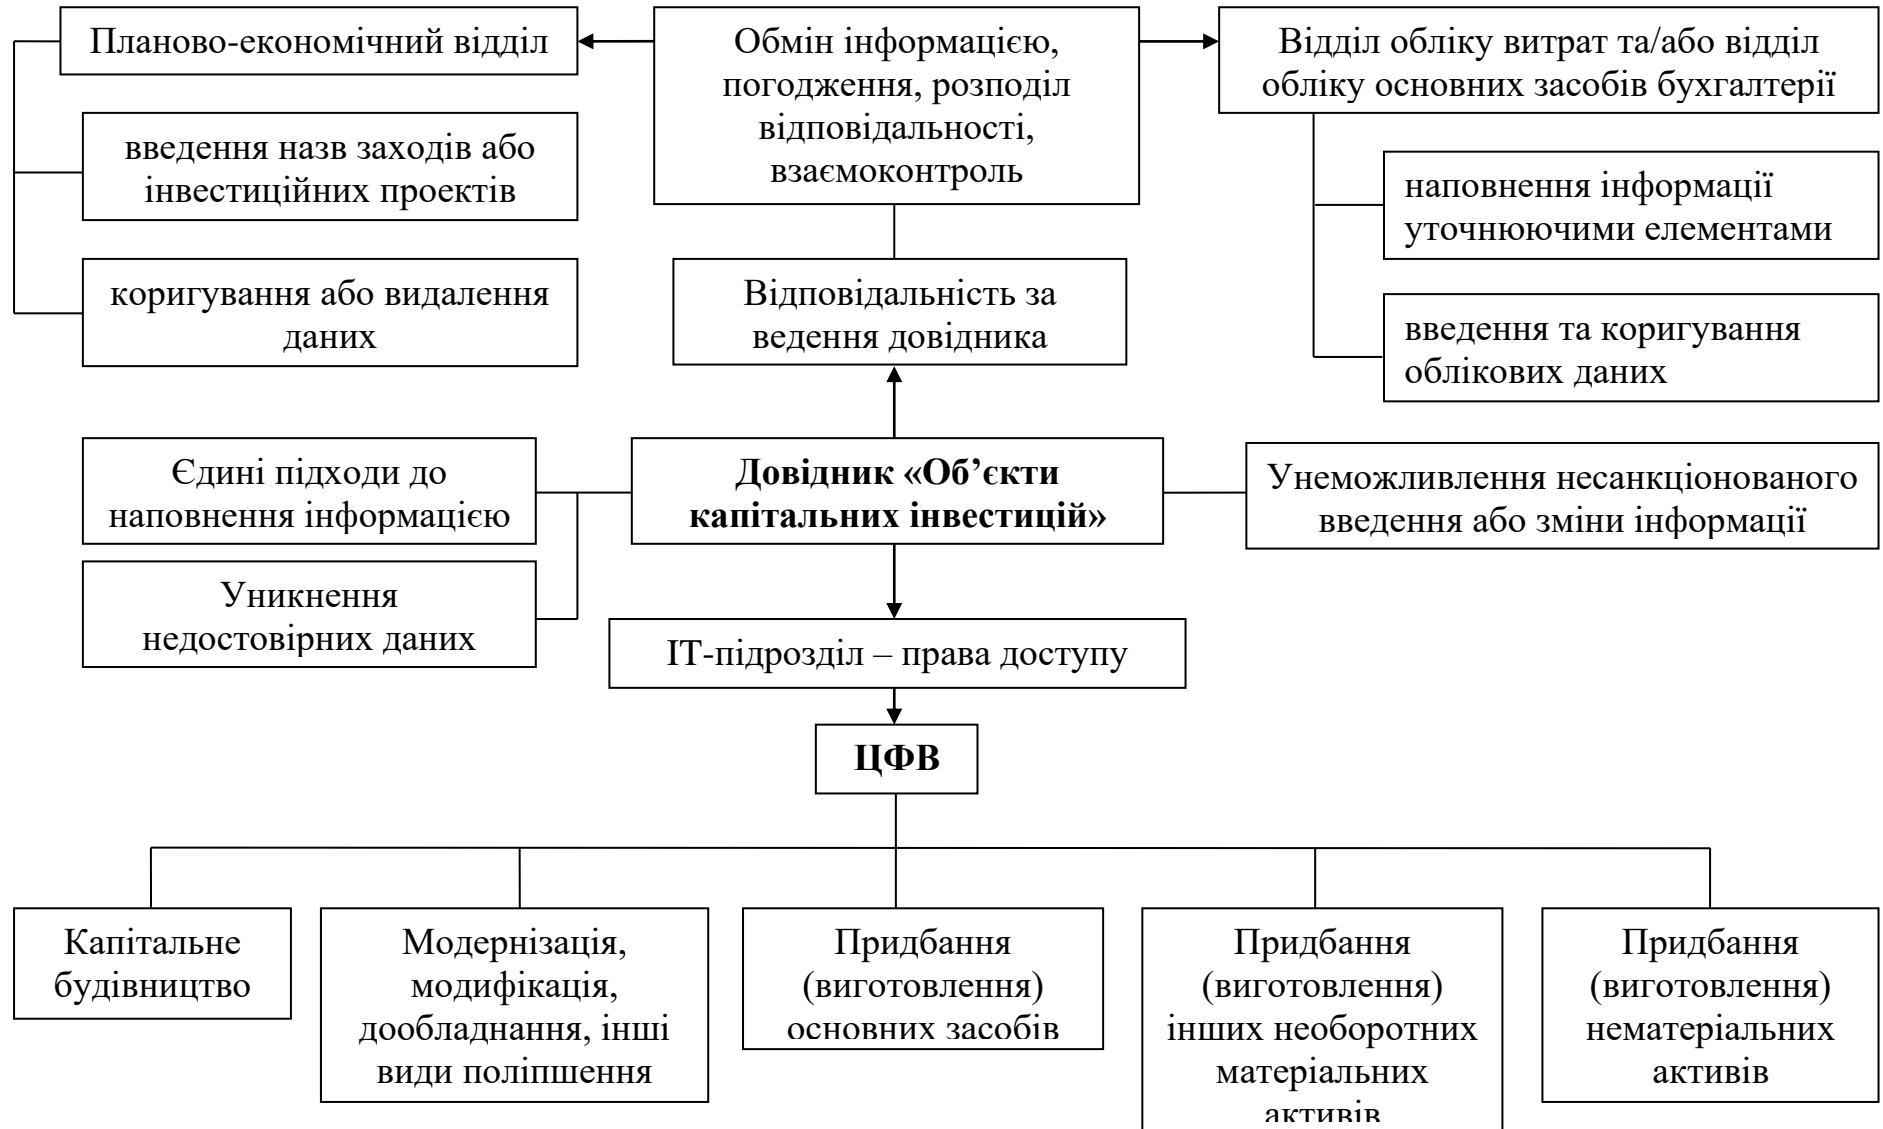 Планово-економічний відділ
Обмін інформацією,
погодження, розподіл
відповідальності,
взаємоконтроль
Відділ обліку витрат та/або відділ
обліку основних засобів бухгалтерії
введення назв заходів або
інвестиційних проектів
наповнення інформації
уточнюючими елементами
коригування або видалення
даних
Відповідальність за
ведення довідника
введення та коригування
облікових даних
Єдині підходи до
наповнення інформацією
Довідник «Об’єкти
капітальних інвестицій»
Унеможливлення несанкціонованого
введення або зміни інформації
Уникнення
недостовірних даних
ІТ-підрозділ – права доступу
ЦФВ
Капітальне
будівництво
Модернізація,
модифікація,
дообладнання, інші
види поліпшення
Придбання
(виготовлення)
основних засобів
Придбання
(виготовлення)
інших необоротних
матеріальних
активів
Придбання
(виготовлення)
нематеріальних
активів